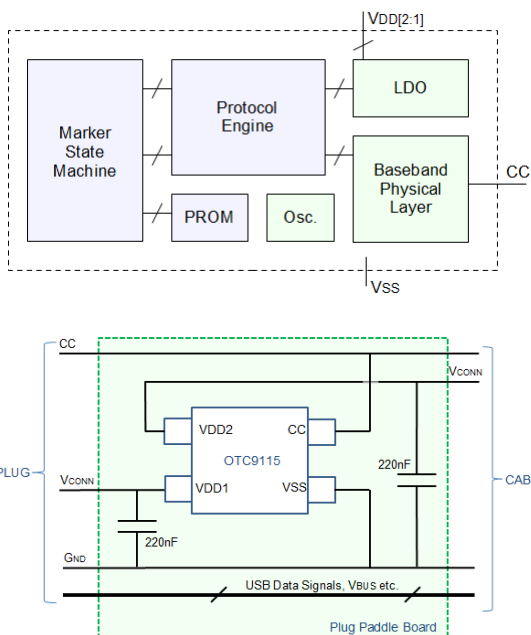 VDD[2:1]
LDO
Protocol
Engine
Marker
State
Machine
Baseband
Physical
Layer
CC
PROM
Osc.
VSS
CC
VCONN
VDD2
CC
OTC9115
220nF
PLUG
CAB
VCONN
VDD1
VSS
220nF
GND
USB Data Signals, VBUS etc.
Plug Paddle Board